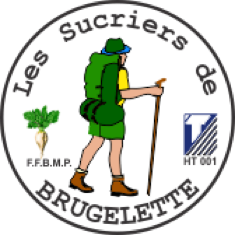 Les Sucriers de
F.F.B.M.P.
HT 001
BRUGELETTE